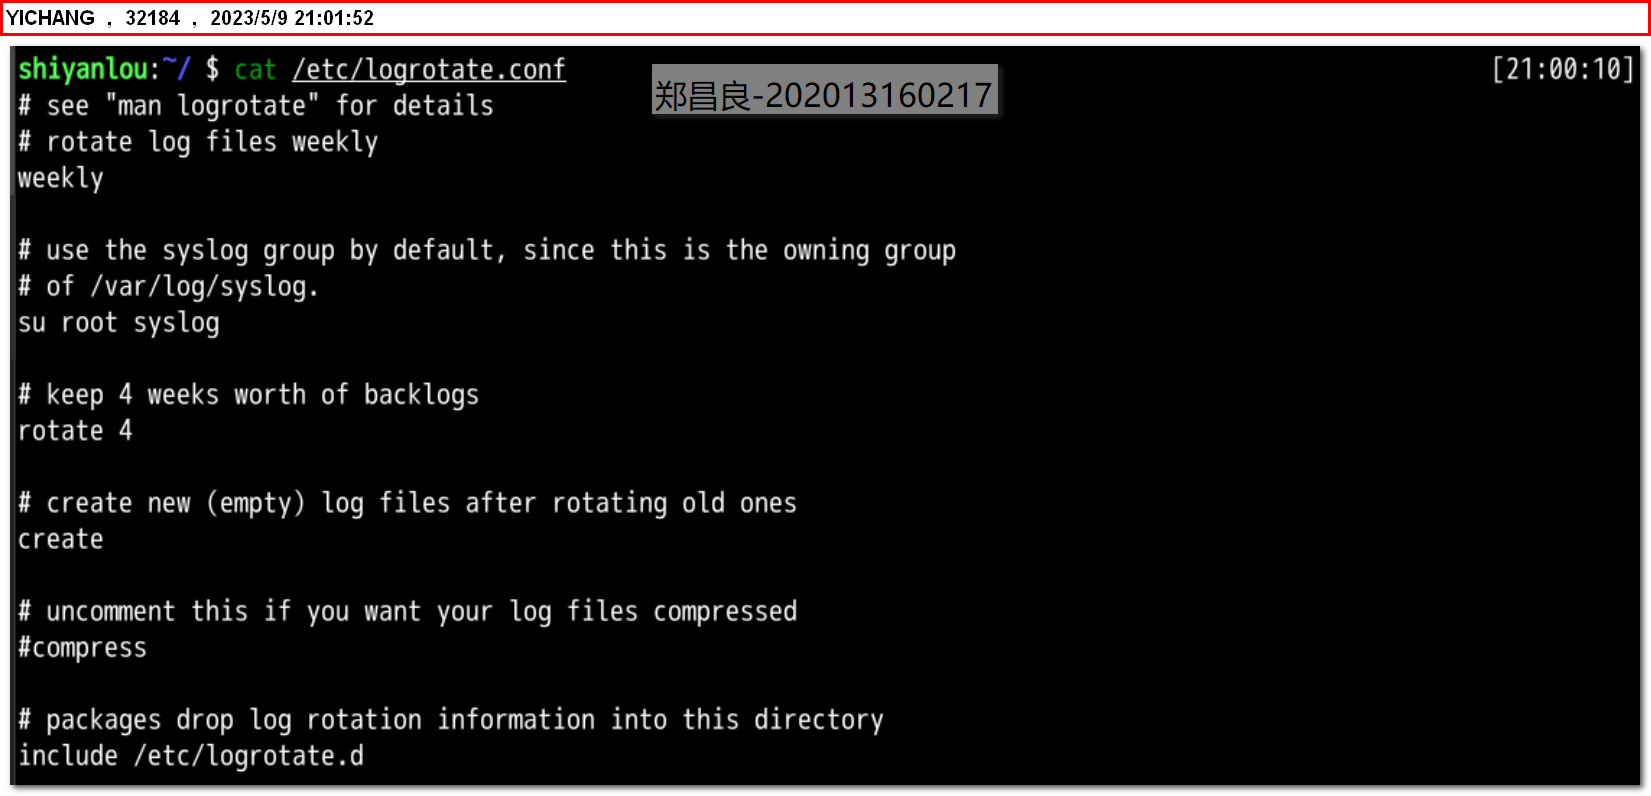 YICHANG , 32184 , 2023/5/9 21:01:52
shiyanlou:~/ $ cat /etc/logrotate.conf [21:00:10]
郑昌良-202013160217
# see "man logrotate" for details
# rotate log files weekly
weekly
# use the syslog group by default, since this is the owning group
# of /var/log/syslog.
su root syslog
# keep 4 weeks worth of backlogs
rotate 4
# create new (empty) log files after rotating old ones
create
# uncomment this if you want your log files compressed
#compress
# packages drop log rotation information into this directory
include /etc/logrotate.d